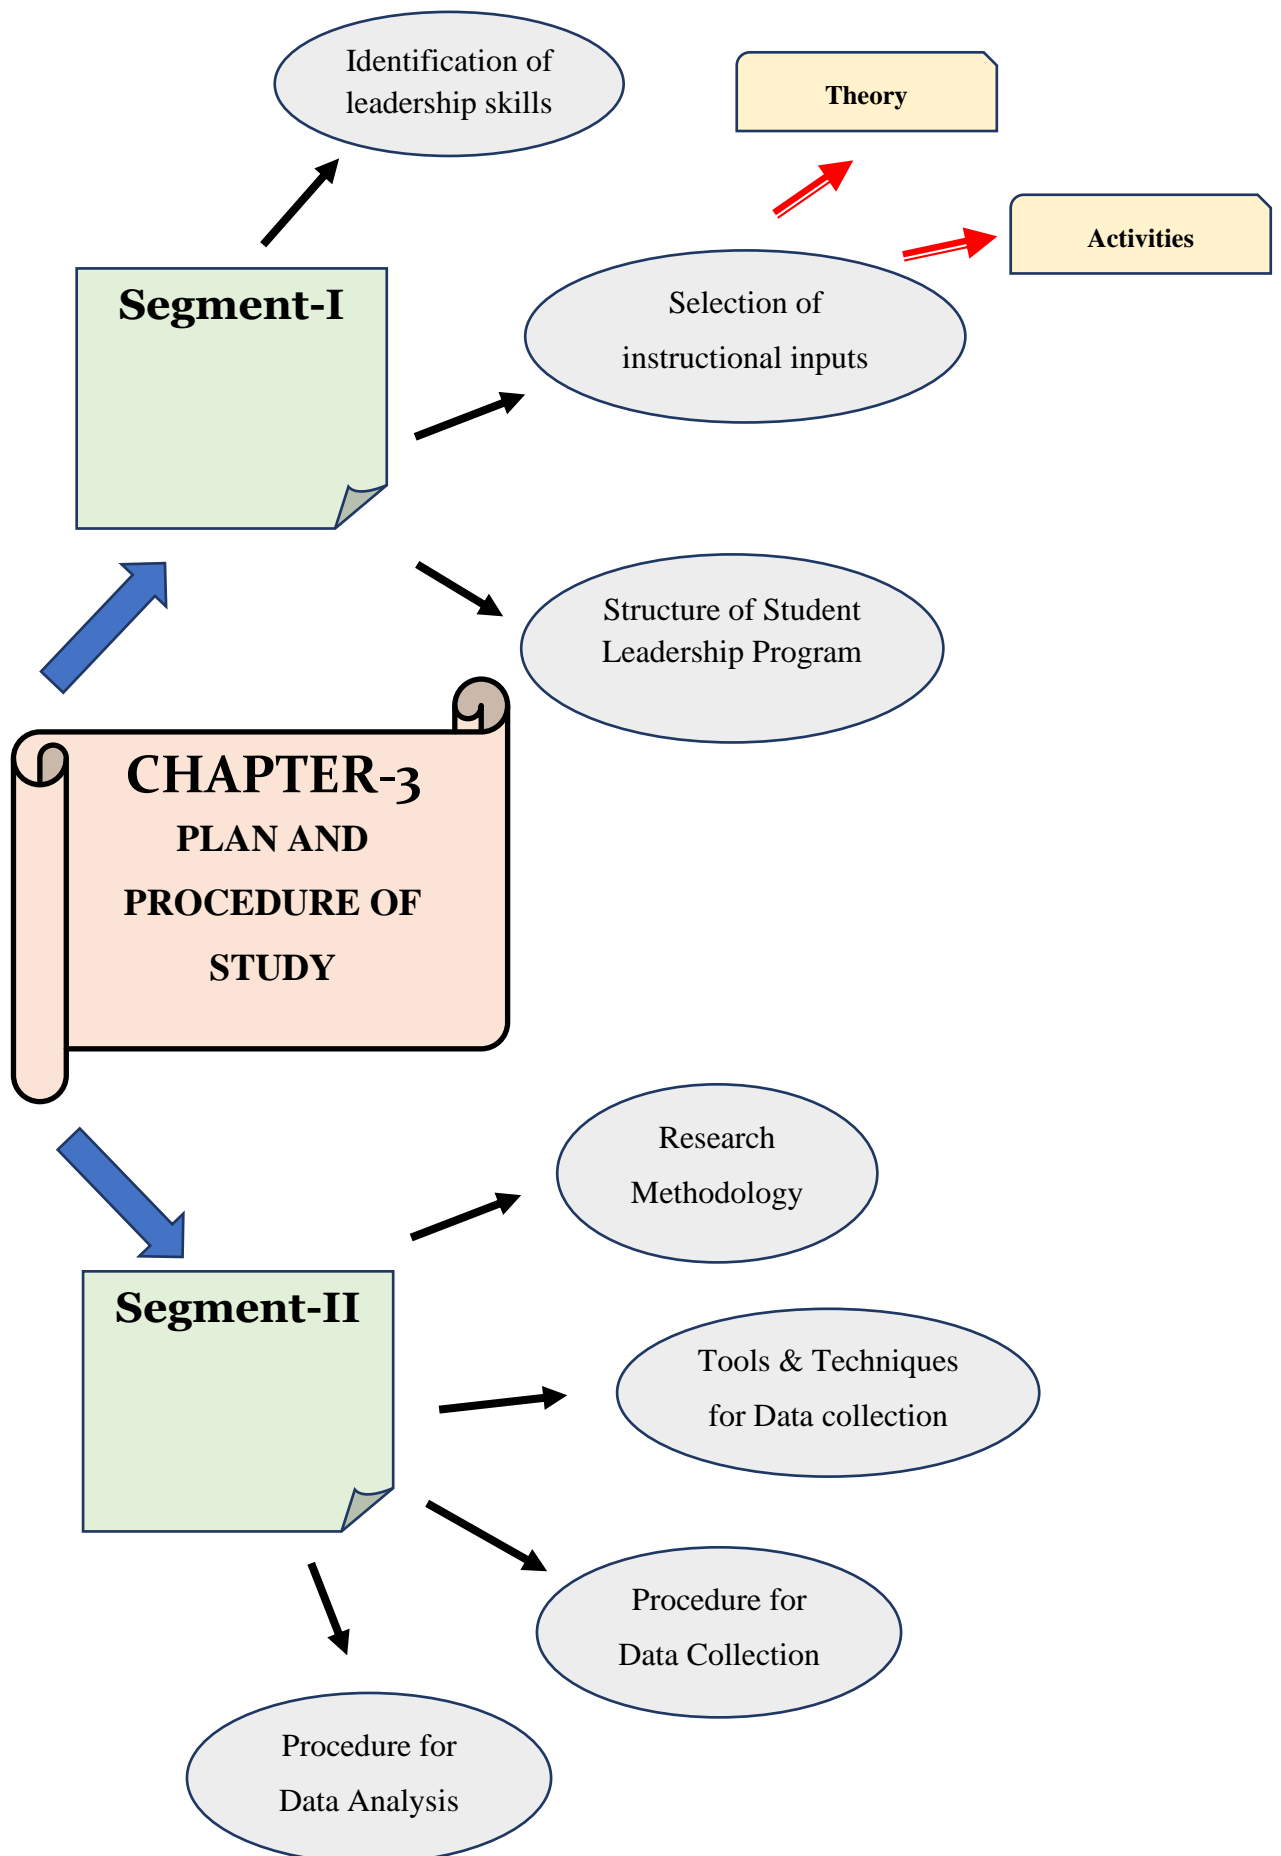 Identification of
leadership skills
Theory
Activities
Segment-I
Selection of
instructional inputs
Structure of Student
Leadership Program
CHAPTER-3
PLAN AND
PROCEDURE OF
STUDY
Research
Methodology
Segment-II
Tools & Techniques
for Data collection
Procedure for
Data Collection
Procedure for
Data Analysis